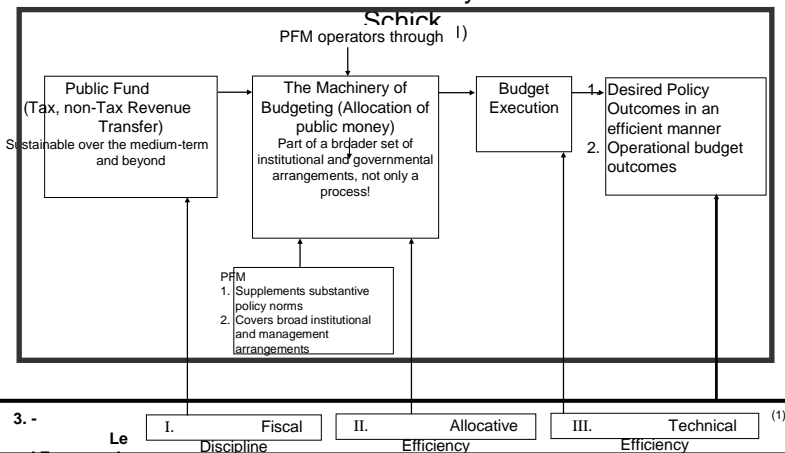 Schick
PFM operators through
1)
Public Fund
(Tax, non-Tax Revenue
Transfer)
Sustainable over the medium-term
and beyond
The Machinery of
Budgeting (Allocation of
public money)
Part of a broader set of
institutional and governmental
arrangements, not only a
process!
Budget
Execution
1. Desired Policy
Outcomes in an
efficient manner
2. Operational budget
outcomes
PFM
1. Supplements substantive
policy norms
2. Covers broad institutional
and management
arrangements
3. -
Le
I. Fiscal
Discipline
II. Allocative
Efficiency
III. Technical
Efficiency
(1)